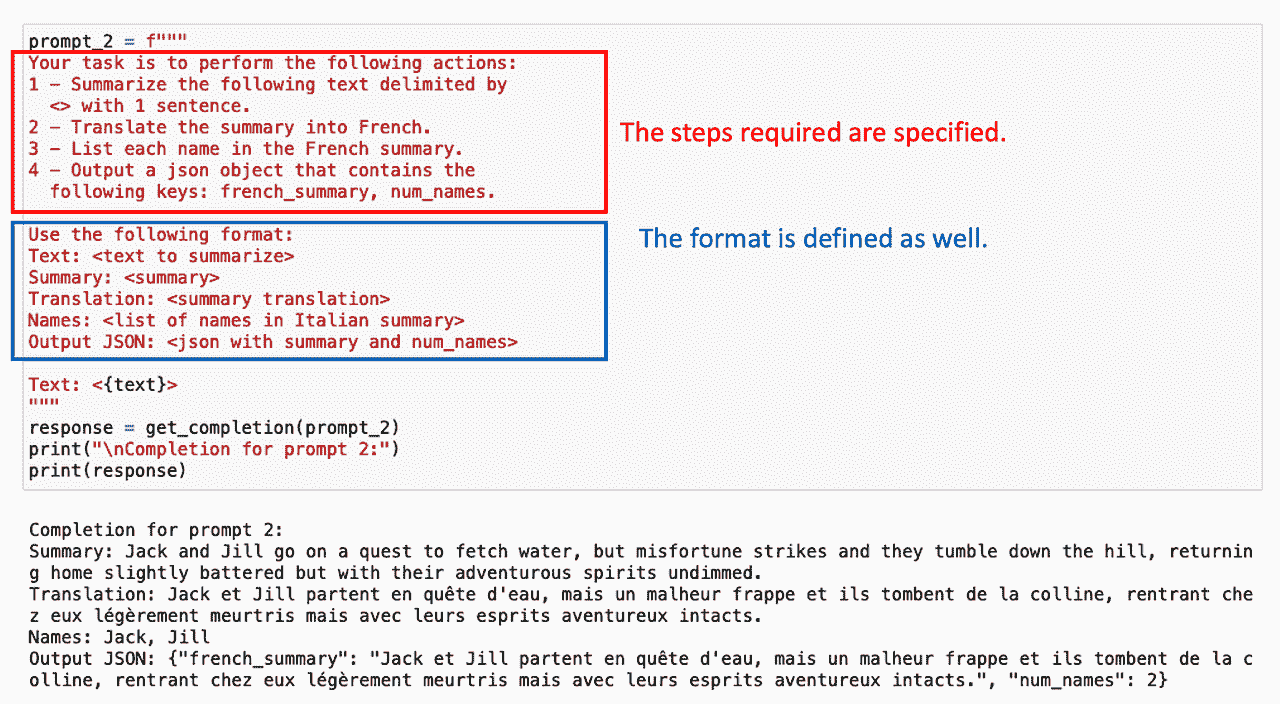 prompt_2 = f"""
Your task is to perform the following actions:
1 - Summarize the following text delimited by
<> with 1 sentence.
2 - Translate the summary into French.
3 - List each name in the French summary.
4 - Output a json object that contains the
following keys: french_summary, num_names.
The steps required are specified.
Use the following format:
Text: <text to summarize>
Summary: <summary>
Translation: <summary translation>
Names: <list of names in Italian summary>
Output JSON: <json with summary and num_names>
The format is defined as well.
Text: <{text}>
"""
response = get_completion(prompt_2)
print("\nCompletion for prompt 2:")
print(response)
Completion for prompt 2:
Summary: Jack and Jill go on a quest to fetch water, but misfortune strikes and they tumble down the hill, returnin
g home slightly battered but with their adventurous spirits undimmed.
Translation: Jack et Jill partent en quête d'eau, mais un malheur frappe et ils tombent de la colline, rentrant che
z eux légèrement meurtris mais avec leurs esprits aventureux intacts.
Names: Jack, Jill
Output JSON: {"french_summary": "Jack et Jill partent en quête d'eau, mais un malheur frappe et ils tombent de la c
olline, rentrant chez eux légèrement meurtris mais avec leurs esprits aventureux intacts.", "num_names": 2}